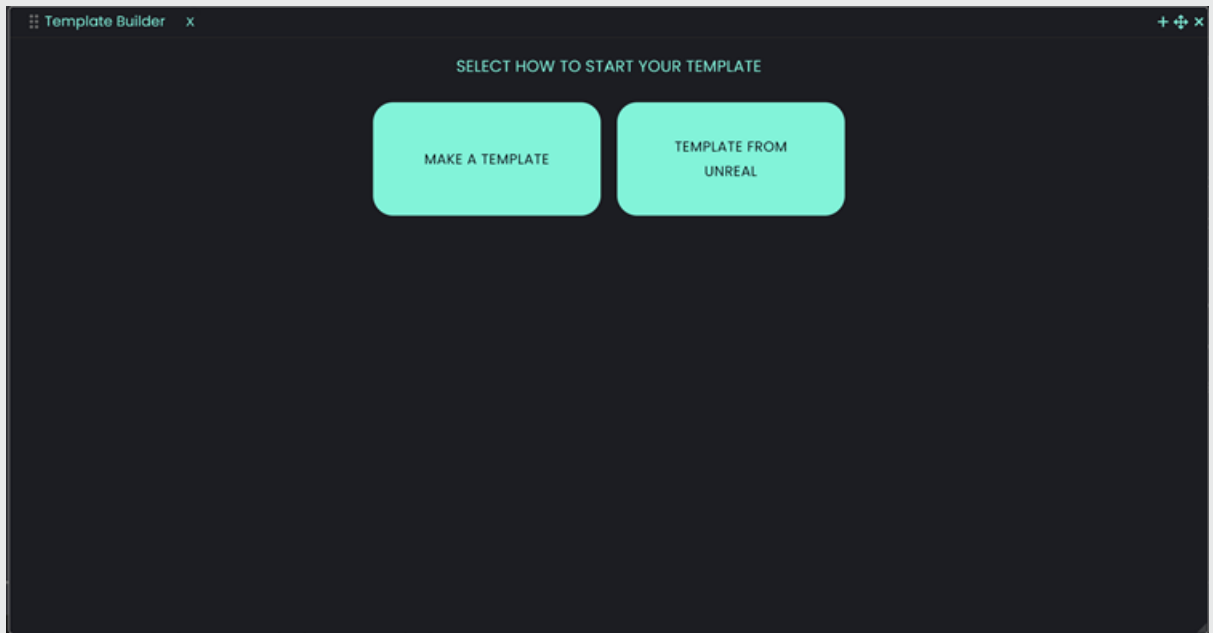 Template Builder x
SELECT HOW TO START YOUR TEMPLATE
MAKE A TEMPLATE
TEMPLATE FROM
UNREAL